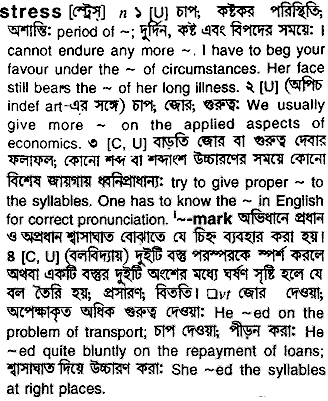 stress [স্ট্রেস্] n ১ [U] চাপ; কষ্টকর পরিস্থিতি;
অশান্তি: period of ~; দুর্দিন, কষ্ট এবং বিপদের সময়ে: I
cannot endure any more ~. I have to beg your
favour under the ~ of circumstances. Her face
still bears the ~ of her long illness. ২ [U] (অপিচ
indef art-এর সঙ্গে) চাপ; জোর; গুরুত্ব: We usually
give more ~ on the applied aspects of
economics. ৩ [C, U] বাড়তি জোর বা গুরুত্ব দেবার
ফলাফল; কোনো শব্দ বা শব্দাংশ উচ্চারণের সময়ে কোনো
বিশেষ জায়গায় ধ্বনিপ্রাধান্য: try to give proper ~ to
the syllables. One has to know the ~ in English
for correct pronunciation. ˈ~-mark অভিধানে প্রধান
ও অপ্রধান শ্বাসাঘাত বোঝাতে যে চিহ্ন ব্যবহার করা হয়।
৪ [C, U] (বলবিদ্যায়) দুইটি বস্তু পরস্পরকে স্পর্শ করলে
অথবা একটি বস্তুর দুইটি অংশের মধ্যে ঘর্ষণ সৃষ্টি হলে যে
বল তৈরি হয়; প্রসারণ, বিততি। □vt জোর দেওয়া;
অপেক্ষাকৃত অধিক গুরুত্ব দেওয়া: He ~ed on the
problem of transport; চাপ দেওয়া; পীড়ন করা: He
~ed quite bluntly on the repayment of loans;
শ্বাসাঘাত দিয়ে উচ্চারণ করা: She ~ed the syllables
at right places.